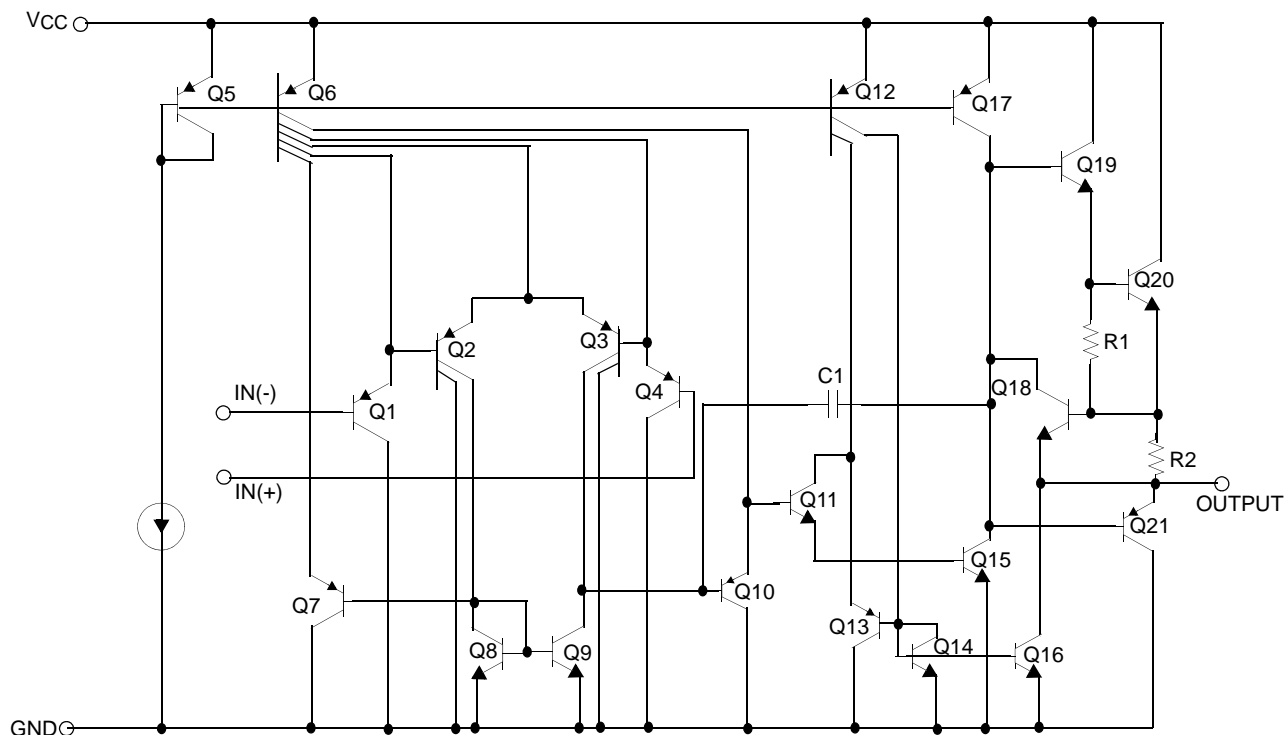 VCC
Q5
Q6
Q12
Q17
Q19
Q20
Q2
Q3
R1
C1
Q18
IN(-)
Q1
Q4
R2
IN(+)
Q11
OUTPUT
Q21
Q15
Q10
Q7
Q13
Q8
Q9
Q14
Q16
GND